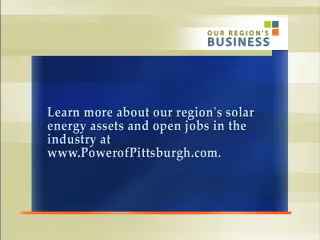 OUR REGION'S
BUSINESS
Learn more about our region's solar
energy assets and open jobs in the
industry at
www.PowerofPittsburgh.com.